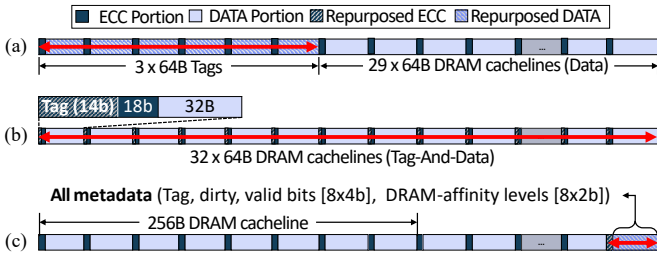 ECC Portion DATA Portion Repurposed ECC Repurposed DATA
(a) ...
3 x 64B Tags 29 x 64B DRAM cachelines (Data)
Tag (14b) 18b 32B
(b)
32 x 64B DRAM cachelines (Tag-And-Data)
All metadata (Tag, dirty, valid bits [8x4b], DRAM-affinity levels [8x2b])
256B DRAM cacheline
(c) ...